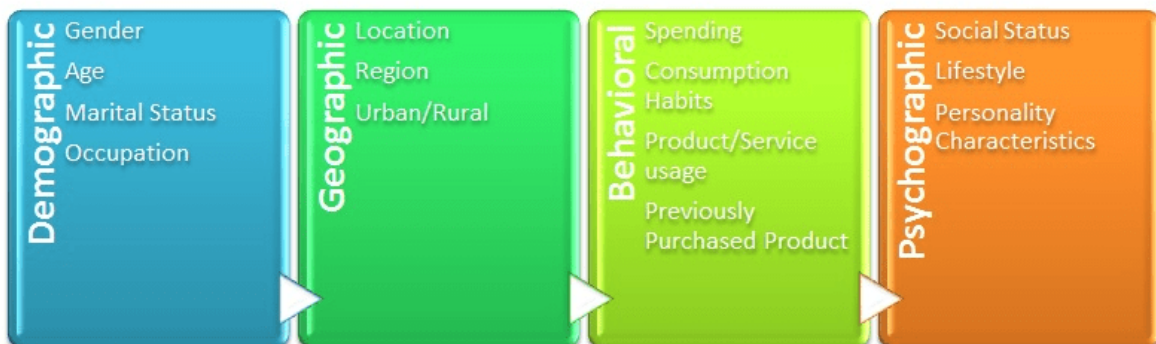 Demographic
Gender
Age
Marital Status
Occupation
Geographic
Location
Region
Urban/Rural
Behavioral
Spending
Consumption
Habits
Product/Service
usage
Previously
Purchased Product
Psychographic
Social Status
Lifestyle
Personality
Characteristics